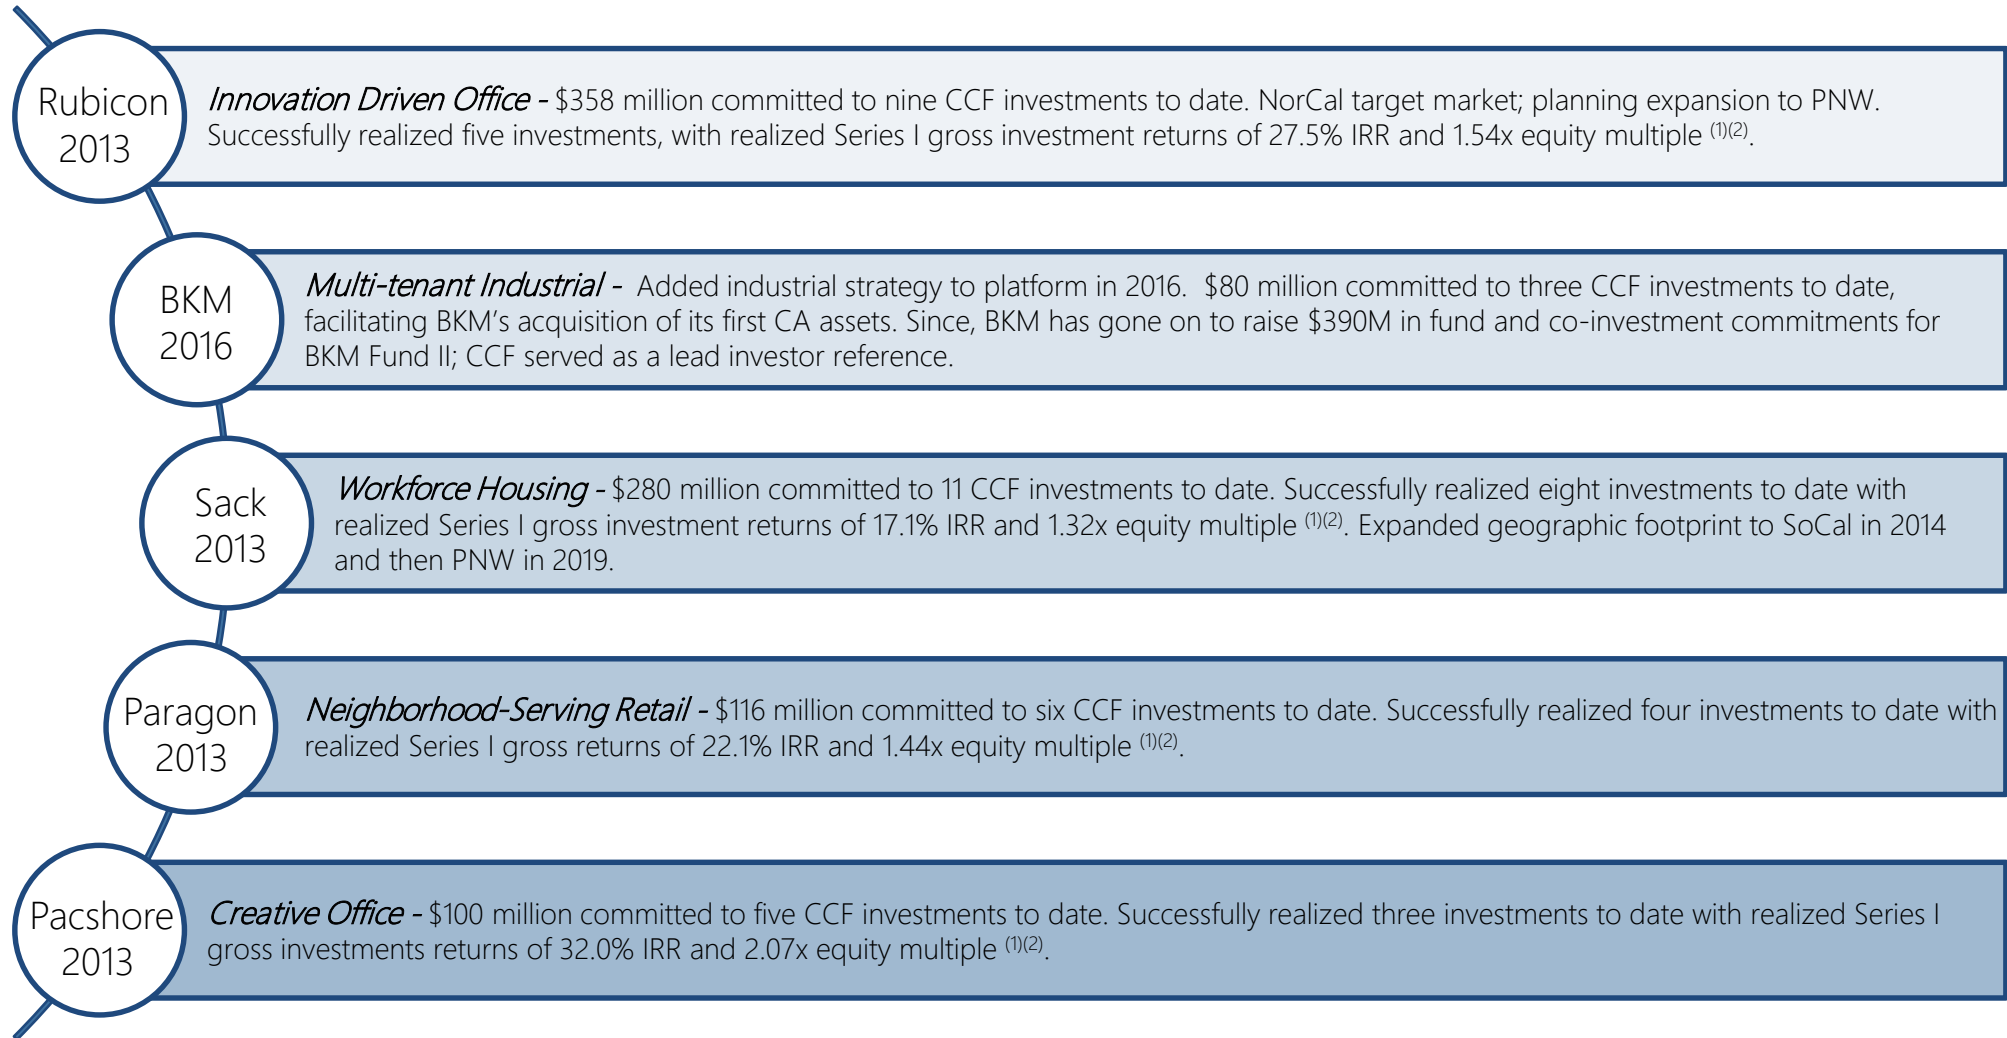 Rubicon
2013
Innovation Driven Office - $358 million committed to nine CCF investments to date. NorCal target market; planning expansion to PNW.
Successfully realized five investments, with realized Series I gross investment returns of 27.5% IRR and 1.54x equity multiple (1)(2).
BKM
2016
Multi-tenant Industrial - Added industrial strategy to platform in 2016. $80 million committed to three CCF investments to date,
facilitating BKM’s acquisition of its first CA assets. Since, BKM has gone on to raise $390M in fund and co-investment commitments for
BKM Fund II; CCF served as a lead investor reference.
Sack
2013
Workforce Housing - $280 million committed to 11 CCF investments to date. Successfully realized eight investments to date with
realized Series I gross investment returns of 17.1% IRR and 1.32x equity multiple (1)(2). Expanded geographic footprint to SoCal in 2014
and then PNW in 2019.
Paragon
2013
Neighborhood-Serving Retail - $116 million committed to six CCF investments to date. Successfully realized four investments to date with
realized Series I gross returns of 22.1% IRR and 1.44x equity multiple (1)(2).
Pacshore
2013
Creative Office - $100 million committed to five CCF investments to date. Successfully realized three investments to date with realized Series I
gross investments returns of 32.0% IRR and 2.07x equity multiple (1)(2).